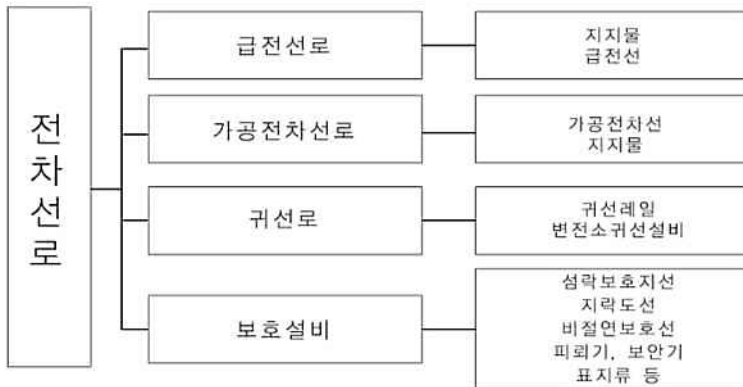 전차선로
급전선로
지지물
급전선
가공전차선로
가공전차선
지지물
귀선로
귀선레일
변전소귀선설비
보호설비
섬락보호지선
지락도선
비절연보호선
피뢰기, 보안기
표지류 등